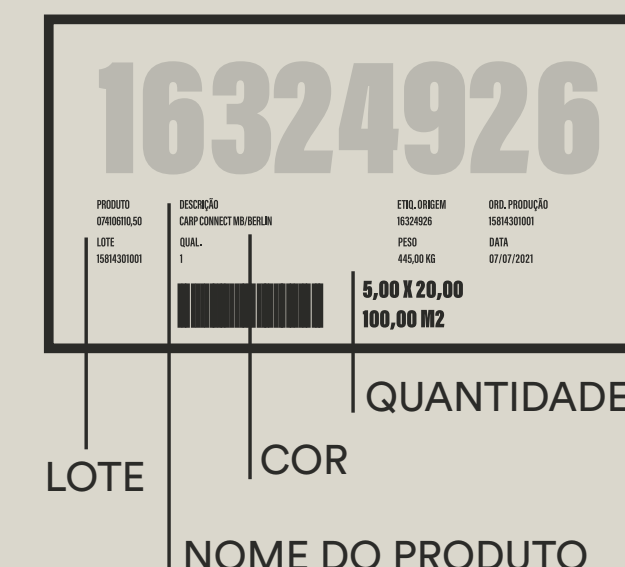 16324926
PRODUTO DESCRIÇÃO ETIQ. ORIGEM ORD. PRODUÇÃO
074106110,50 CARP CONNECT MB/BERLIN 16324926 15814301001
LOTE QUAL. PESO DATA
15814301001 1 445,00 KG 07/07/2021
5,00 X 20,00
100,00 M2
QUANTIDADE
COR
LOTE
NOME DO PRODUTO